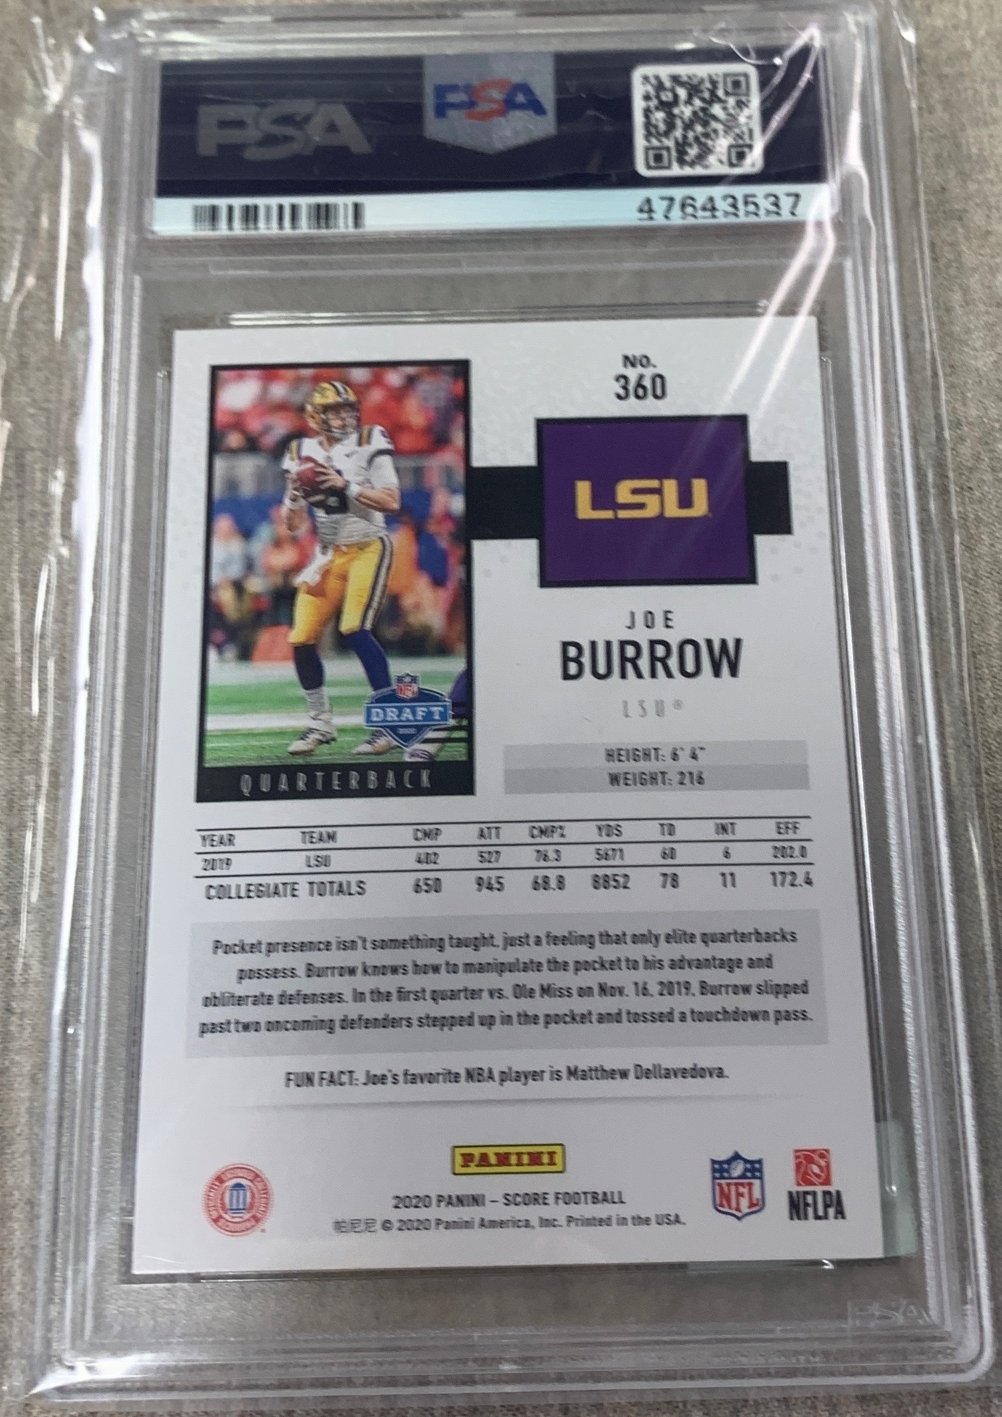 PSA
PSA
47643537
NO.
360
LSU
JOE
BURROW
LSU®
NFL
DRAFT
2020
QUARTERBACK
HEIGHT: 6' 4"
WEIGHT: 216
YEAR TEAM CMP ATT CMP% YDS TD INT EFF
2019 LSU 402 527 76.3 5671 60 6 202.0
COLLEGIATE TOTALS 650 945 68.8 8852 78 11 172.4
Pocket presence isn't something taught, just a feeling that only elite quarterbacks
possess. Burrow knows how to manipulate the pocket to his advantage and
obliterate defenses. In the first quarter vs. Ole Miss on Nov. 16, 2019, Burrow slipped
past two oncoming defenders stepped up in the pocket and tossed a touchdown pass.
FUN FACT: Joe's favorite NBA player is Matthew Dellavedova.
PANINI
2020 PANINI – SCORE FOOTBALL
帕尼尼 © 2020 Panini America, Inc. Printed in the USA.
NFL
NFLPA
PSA